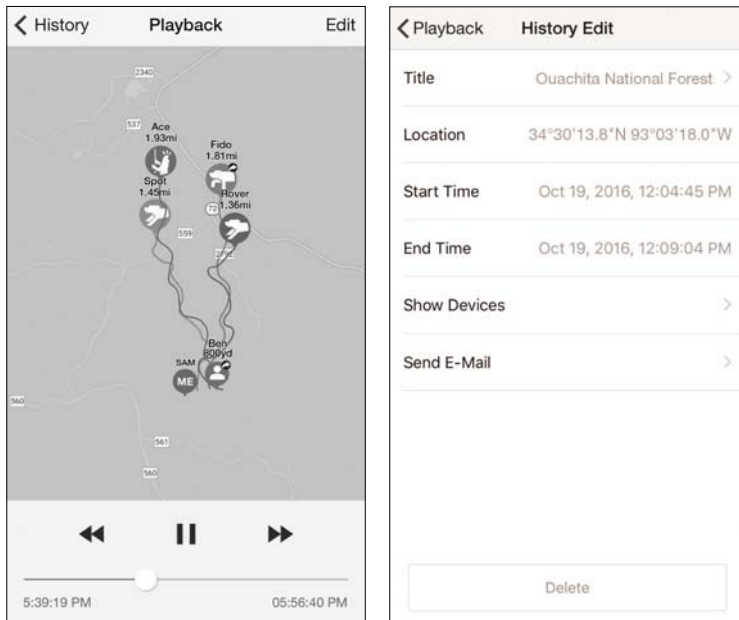 History
Playback
Edit
2340
537
Ace
1.93mi
Fido
1.81mi
Spot
1.45mi
Rover
1.36mi
72
559
Ben
800yd
SAM
ME
560
561
560
5:39:19 PM
05:56:40 PM
Playback
History Edit
Title
Ouachita National Forest
Location
34°30'13.8"N 93°03'18.0"W
Start Time
Oct 19, 2016, 12:04:45 PM
End Time
Oct 19, 2016, 12:09:04 PM
Show Devices
Send E-Mail
Delete